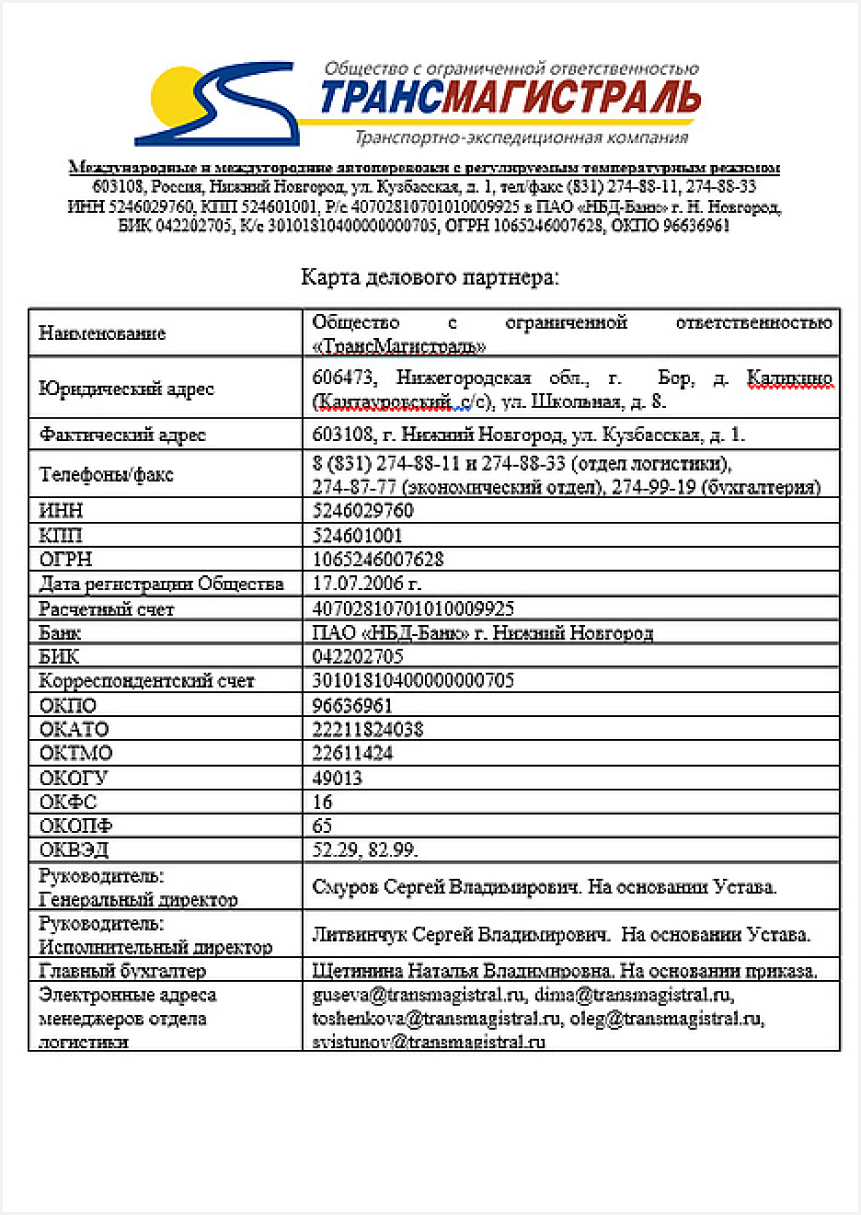 Общество с ограниченной ответственностью
ТРАНСМАГИСТРАЛЬ
Транспортно-экспедиционная компания
Международные и междугородние автоперевозки с регулируемым температурным режимом
603108, Россия, Нижний Новгород, ул. Кузбасская, д. 1, тел/факс (831) 274-88-11, 274-88-33
ИНН 5246029760, КПП 524601001, Р/с 40702810701010009925 в ПАО «НБД-Банк» г. Н. Новгород,
БИК 042202705, К/с 30101810400000000705, ОГРН 1065246007628, ОКПО 96636961
Карта делового партнера:
Наименование
Общество с ограниченной ответственностью
«ТрансМагистраль»
Юридический адрес
606473, Нижегородская обл., г. Бор, д. Каликино
(Кантауровский с/с), ул. Школьная, д. 8.
Фактический адрес
603108, г. Нижний Новгород, ул. Кузбасская, д. 1.
Телефоны/факс
8 (831) 274-88-11 и 274-88-33 (отдел логистики),
274-87-77 (экономический отдел), 274-99-19 (бухгалтерия)
ИНН
5246029760
КПП
524601001
ОГРН
1065246007628
Дата регистрации Общества
17.07.2006 г.
Расчетный счет
40702810701010009925
Банк
ПАО «НБД-Банк» г. Нижний Новгород
БИК
042202705
Корреспондентский счет
30101810400000000705
ОКПО
96636961
ОКАТО
22211824038
ОКТМО
22611424
ОКОГУ
49013
ОКФС
16
ОКОПФ
65
ОКВЭД
52.29, 82.99.
Руководитель:
Генеральный директор
Смуров Сергей Владимирович. На основании Устава.
Руководитель:
Исполнительный директор
Литвинчук Сергей Владимирович. На основании Устава.
Главный бухгалтер
Щетинина Наталья Владимировна. На основании приказа.
Электронные адреса
менеджеров отдела
логистики
guseva@transmagistral.ru, dima@transmagistral.ru,
toshenkova@transmagistral.ru, oleg@transmagistral.ru,
svistunov@transmagistral.ru